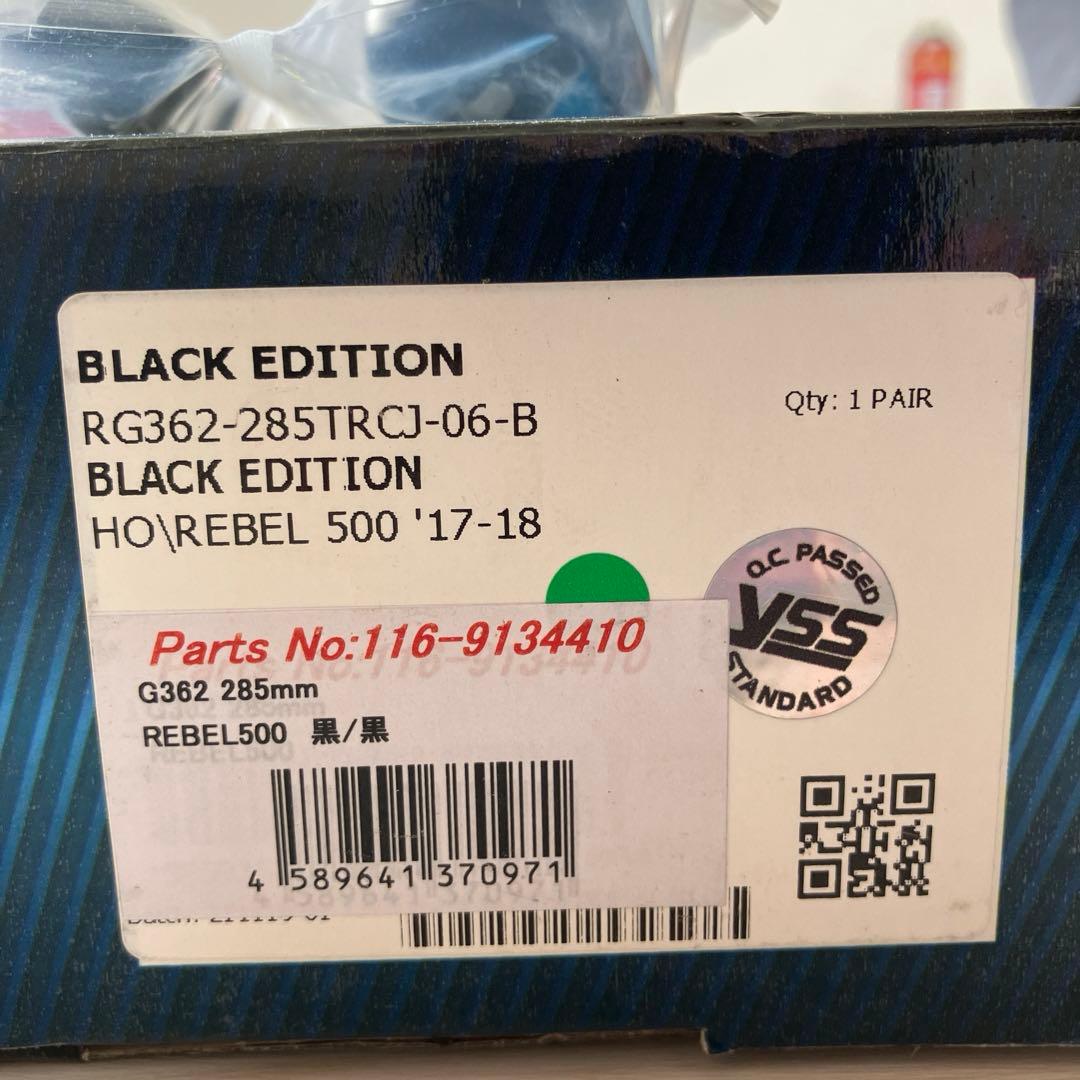 BLACK EDITION
RG362-285TRCJ-06-B
BLACK EDITION
HO\REBEL 500 '17-18
Qty: 1 PAIR
Q.C. PASSED
YSS
STANDARD
Parts No:116-9134410
G362 285mm
REBEL500 黒/黒
4 589641 370971